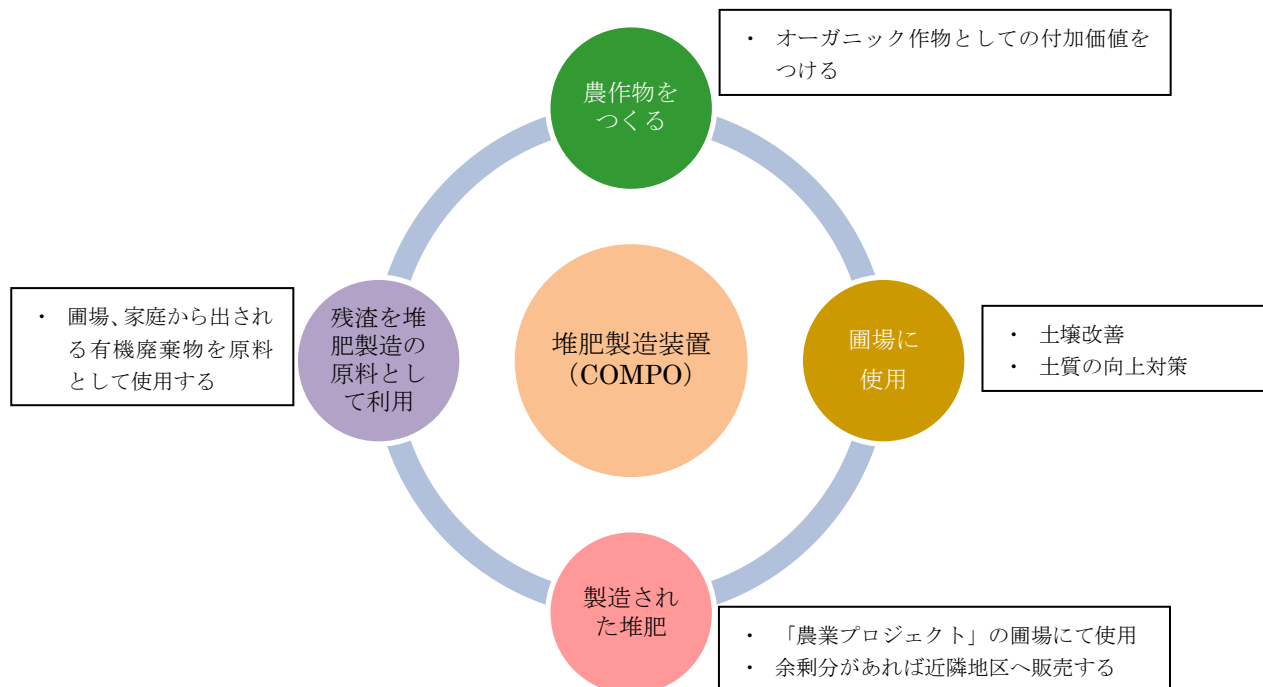 ・ オーガニック作物としての付加価値を
つける
農作物を
つくる
・ 圃場、家庭から出され
る有機廃棄物を原料
として使用する
残渣を堆
肥製造の
原料とし
て利用
堆肥製造装置
（COMPO）
圃場に
使用
・ 土壌改善
・ 土質の向上対策
製造され
た堆肥
・ 「農業プロジェクト」の圃場にて使用
・ 余剰分があれば近隣地区へ販売する